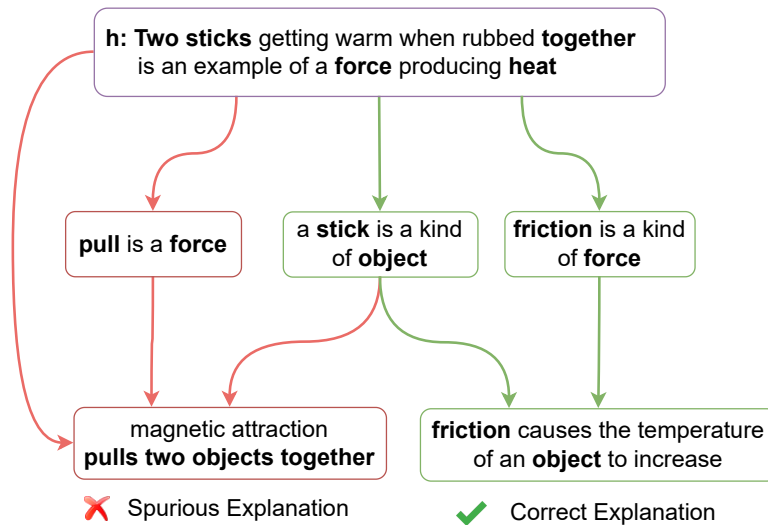 h: Two sticks getting warm when rubbed together
is an example of a force producing heat
pull is a force
a stick is a kind
of object
friction is a kind
of force
magnetic attraction
pulls two objects together
friction causes the temperature
of an object to increase
Spurious Explanation
Correct Explanation